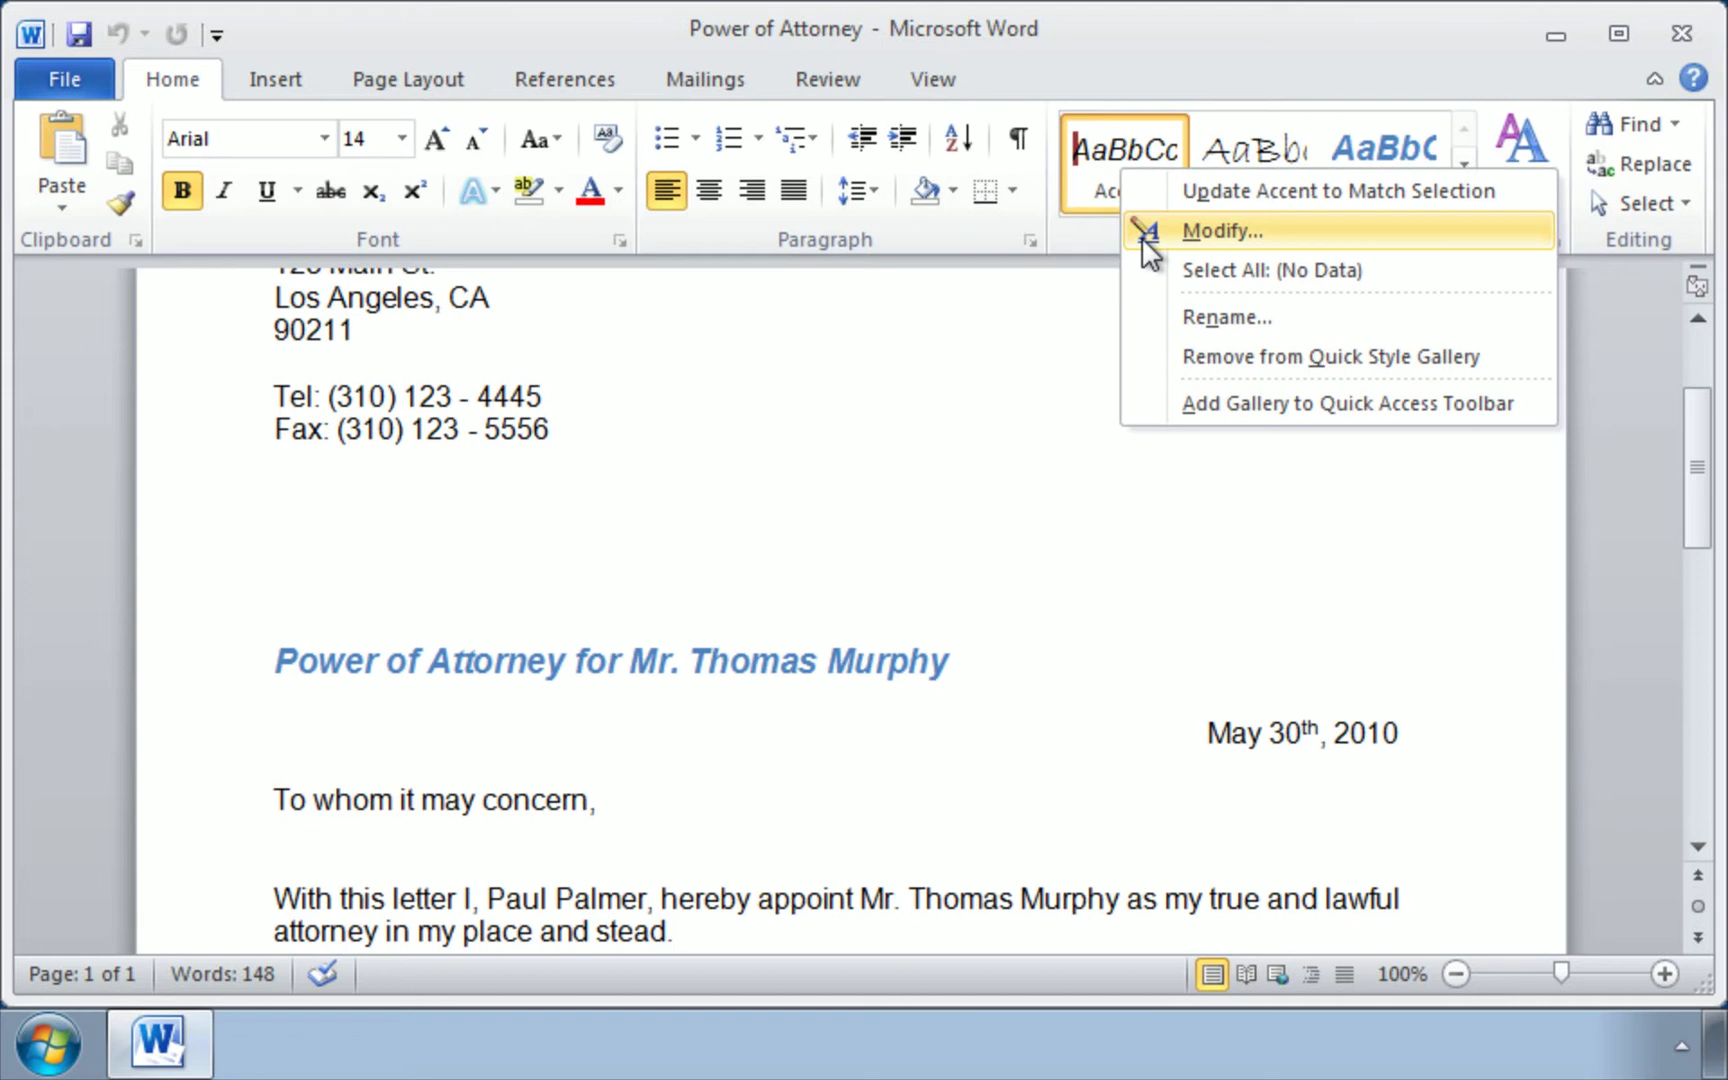 Power of Attorney - Microsoft Word
File Home Insert Page Layout References Mailings Review View
Arial 14 Aa
Find
Replace
Select
Paste
AaBbCc AaBb AaBbC
B I U abc x₂ x²
Clipboard Font Paragraph Editing
Update Accent to Match Selection
Modify...
Select All: (No Data)
Rename...
Remove from Quick Style Gallery
Add Gallery to Quick Access Toolbar
Los Angeles, CA
90211
Tel: (310) 123 - 4445
Fax: (310) 123 - 5556
Power of Attorney for Mr. Thomas Murphy
May 30th, 2010
To whom it may concern,
With this letter I, Paul Palmer, hereby appoint Mr. Thomas Murphy as my true and lawful
attorney in my place and stead.
Page: 1 of 1 Words: 148 100%